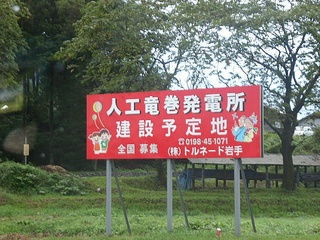 人工竜巻発電所
建設予定地
☎0198-45-1071
全国 募集 (株)トルネード岩手